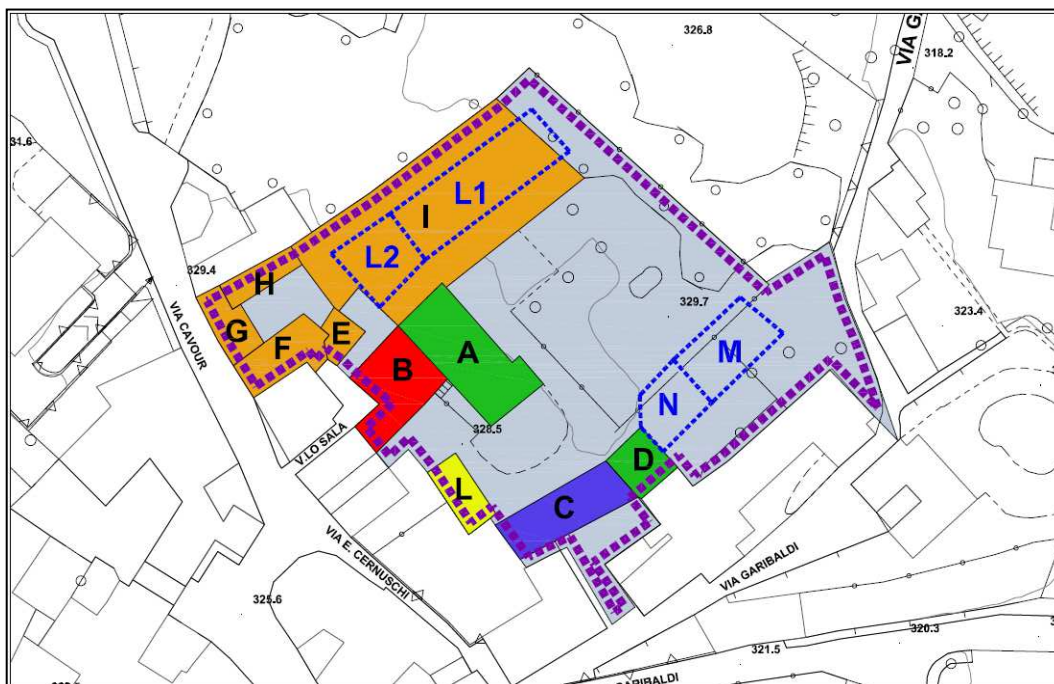 326.8
VIA G
318.2
31.6
L1
I
L2
329.4
H
329.7
323.4
VIA CAVOUR
G
F
E
B
A
M
N
328.5
V.LO SALA
D
L
C
VIA E. CERNUSCHI
VIA GARIBALDI
325.6
320.3
321.5
GARIBALDI